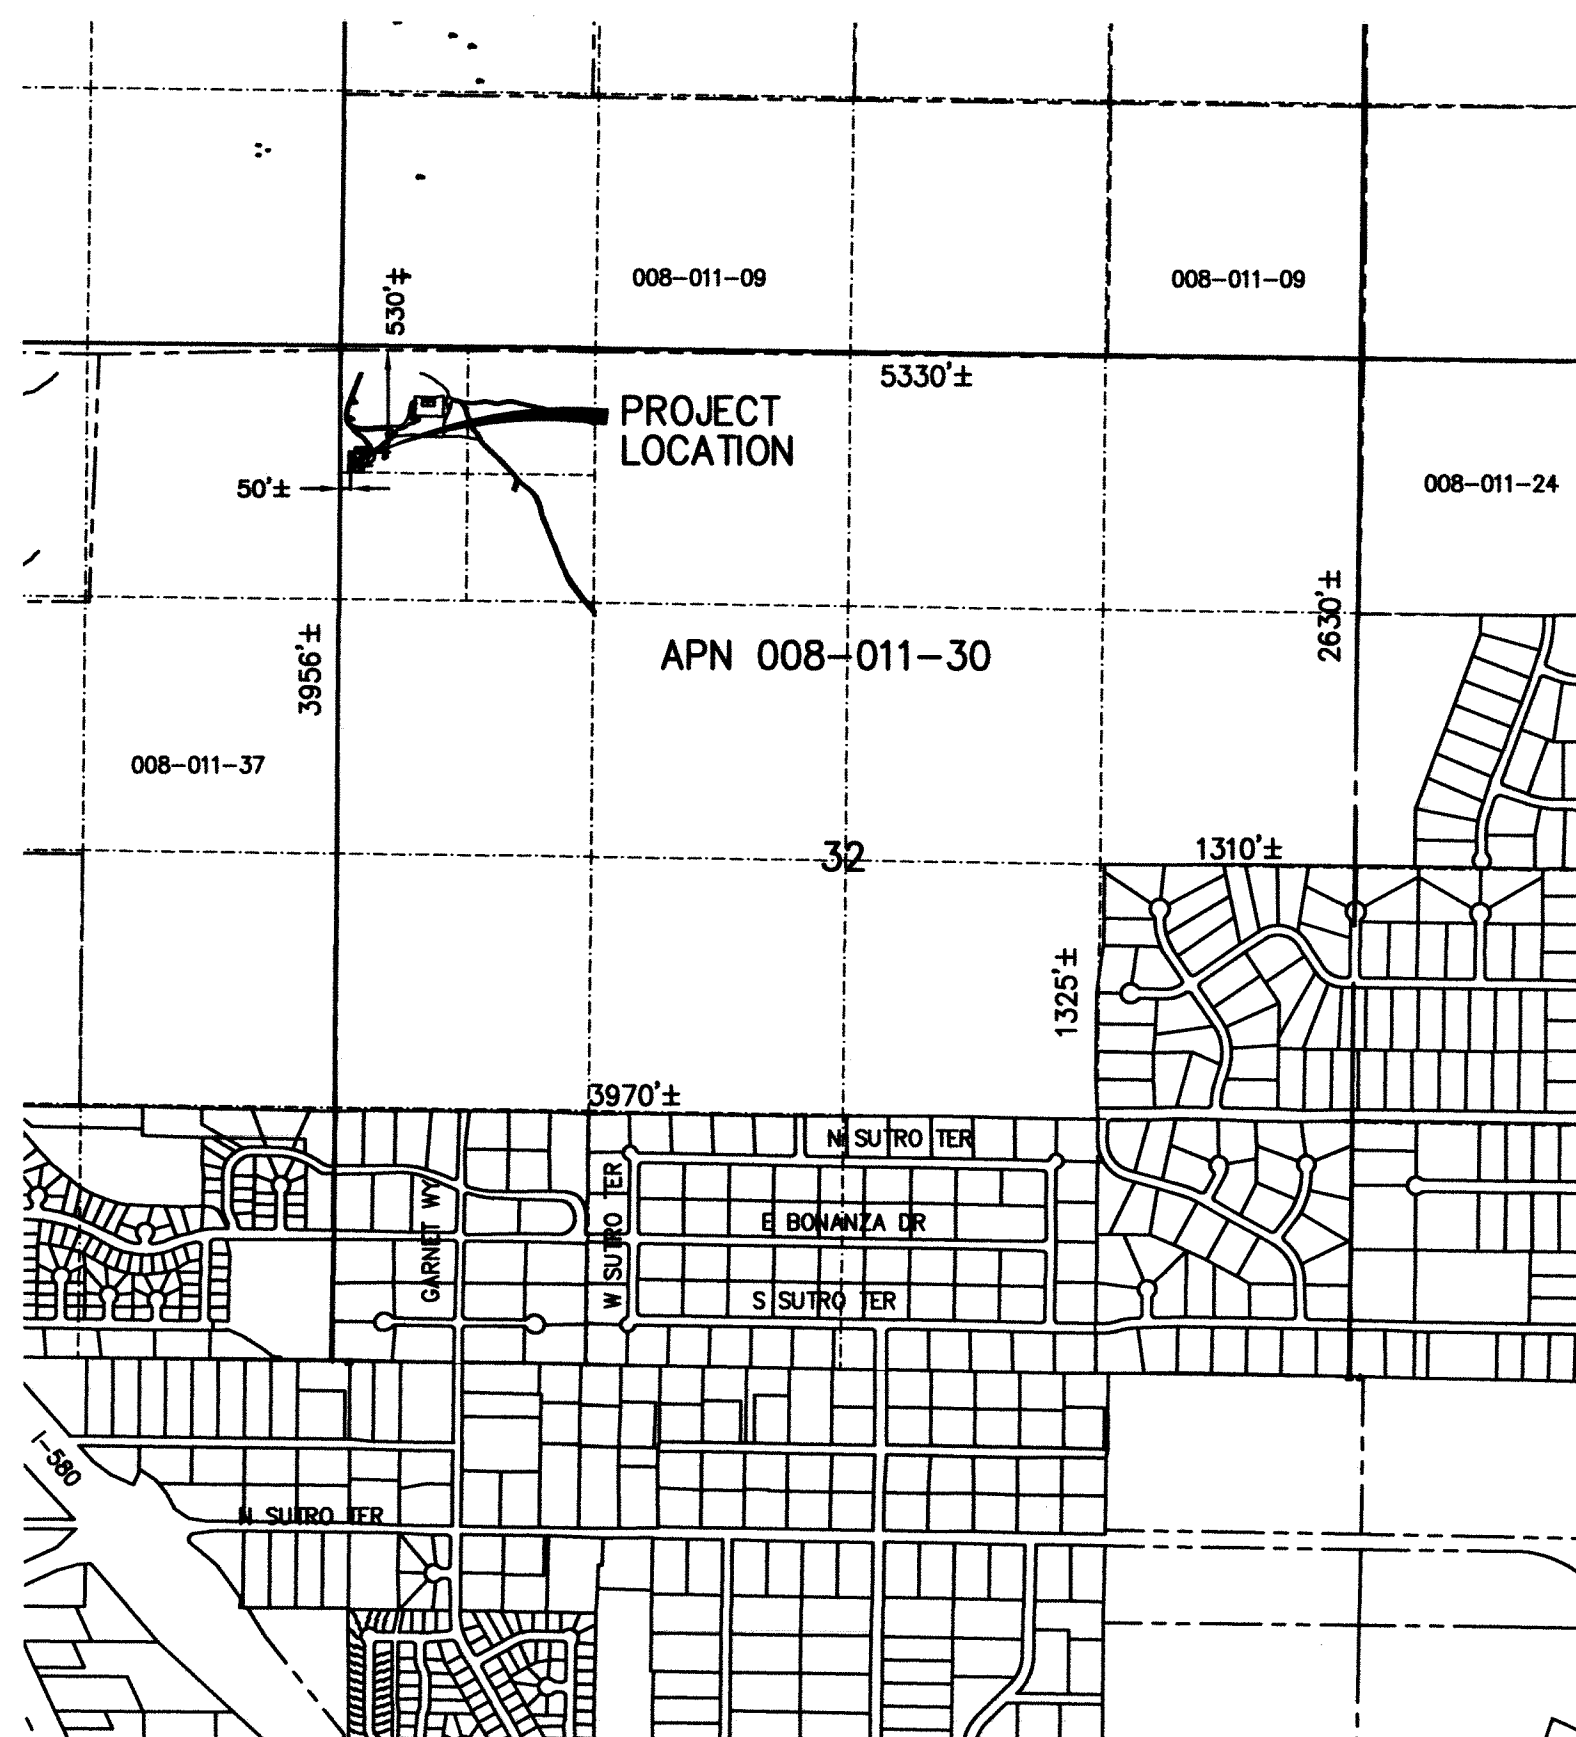 008-011-09
008-011-09
530'±
5330'±
PROJECT
LOCATION
50'±
008-011-24
2630'±
3956'±
APN 008-011-30
008-011-37
32
1310'±
1325'±
3970'±
N SUTRO TER
GARNET WY
W SUTRO TER
E BONANZA DR
S SUTRO TER
I-580
N SUTRO TER